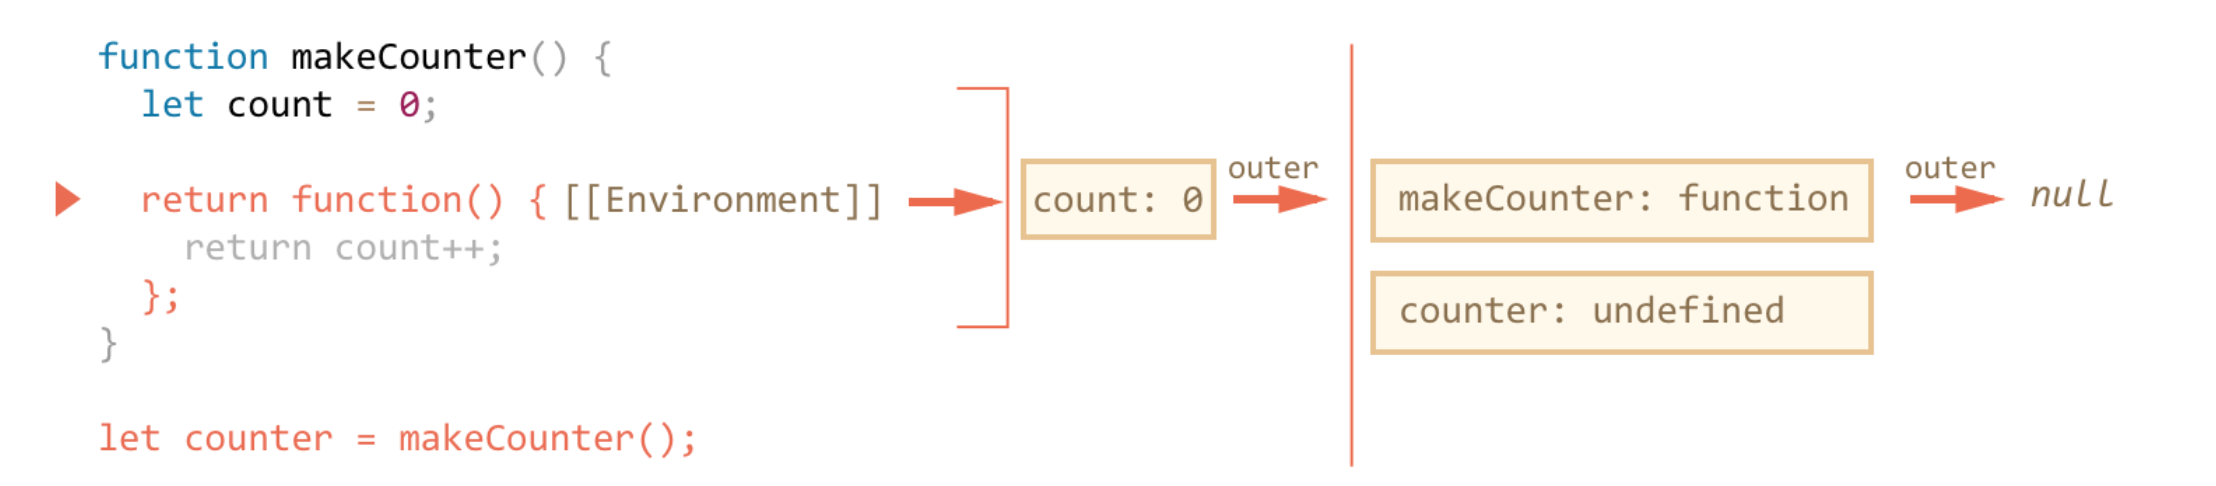 function makeCounter() {
let count = 0;
return function() { [[Environment]]
return count++;
};
}
let counter = makeCounter();
count: 0
outer
makeCounter: function
counter: undefined
outer
null